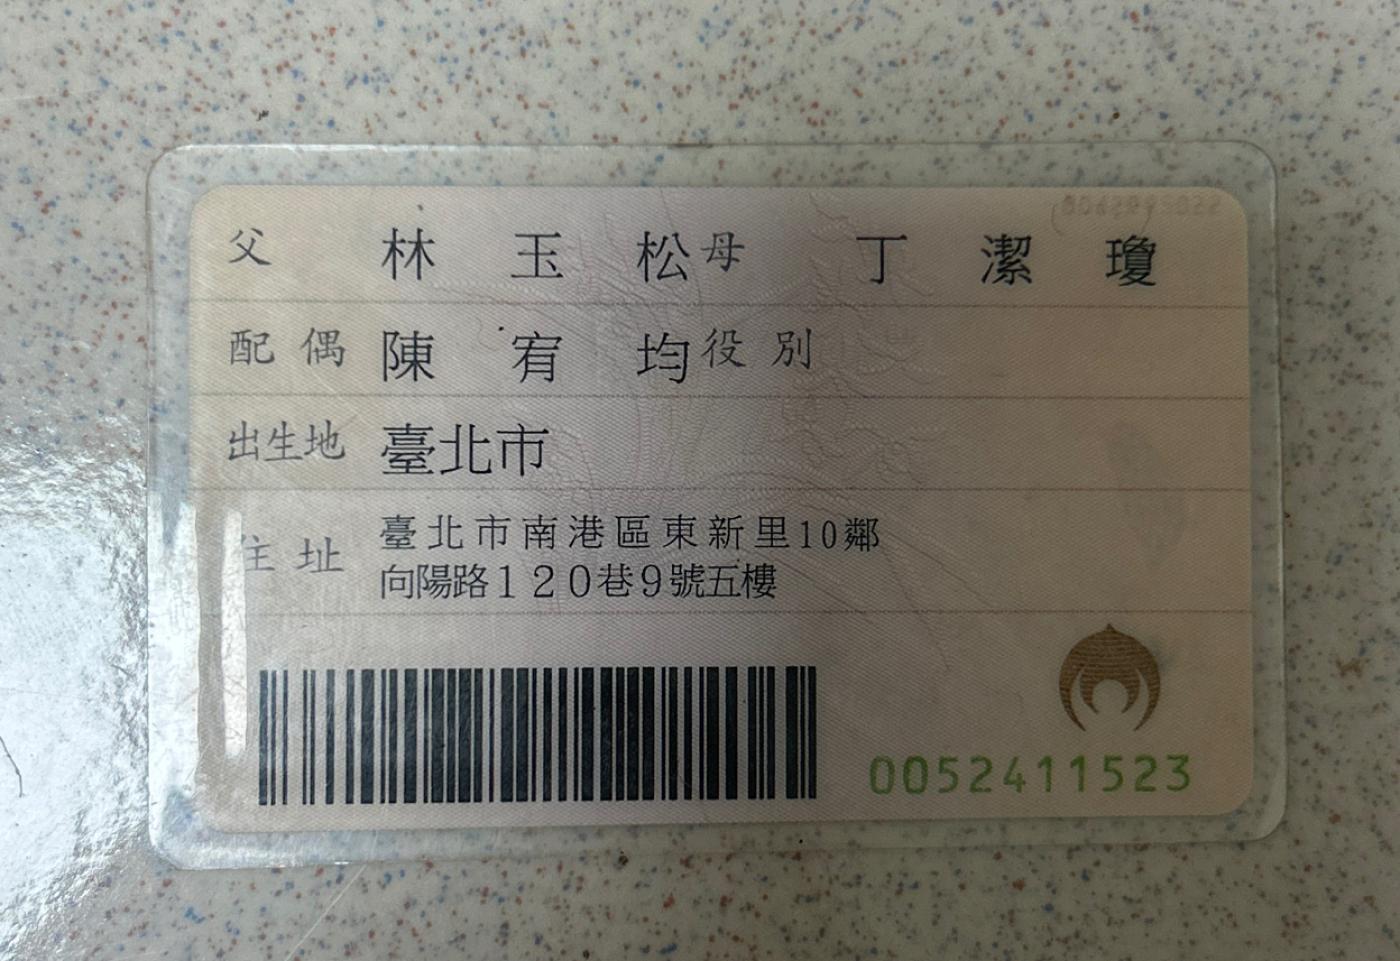 父 林玉松 母 丁潔瓊
配偶 陳宥均 役別
出生地 臺北市
住址 臺北市南港區東新里10鄰
向陽路120巷9號五樓
0052411523